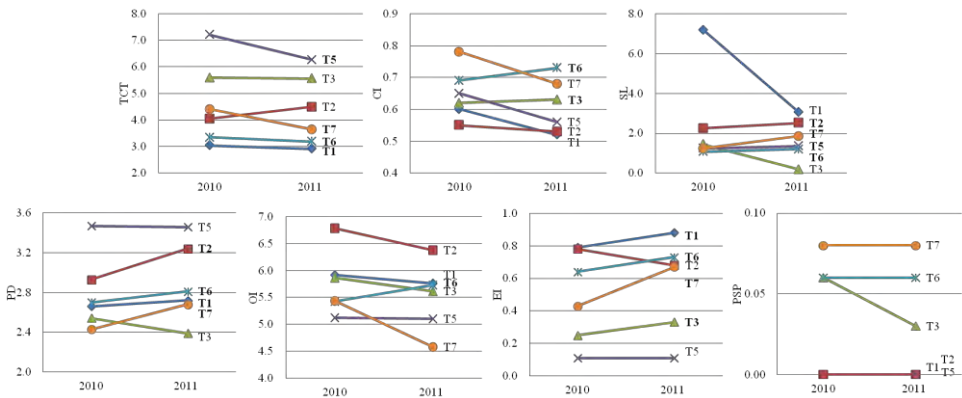 8.0
7.0
6.0
5.0
4.0
3.0
2.0
TCT
T5
T3
T2
T7
T6
T1
2010 2011
0.9
0.8
0.7
0.6
0.5
0.4
CI
T6
T7
T3
T5
T2
T1
2010 2011
8.0
6.0
4.0
2.0
0.0
SL
T1
T2
T7
T5
T6
T3
2010 2011
3.6
3.2
2.8
2.4
2.0
PD
T5
T2
T6
T1
T7
T3
2010 2011
7.0
6.5
6.0
5.5
5.0
4.5
4.0
OI
T2
T1
T6
T3
T5
T7
2010 2011
1.0
0.8
0.6
0.4
0.2
0.0
EI
T1
T6
T2
T7
T3
T5
2010 2011
0.10
0.05
0.00
PSP
T7
T6
T3
T1 T2
T5
2010 2011